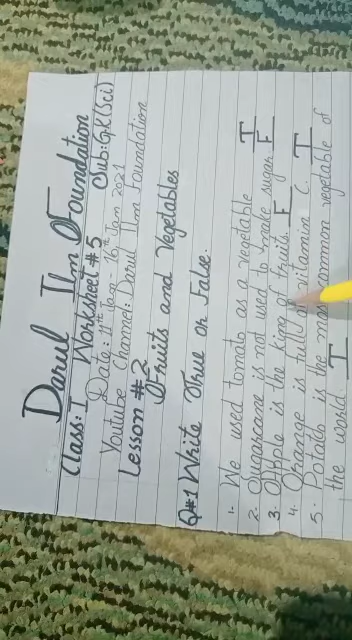 Darul Ilm Foundation
Class: I Worksheet #5 Sub: G.K (Sci)
Date: 11th Jan - 16th Jan 2021
Youtube Channel: Darul Ilm Foundation
Lesson #2
Fruits and Vegetables
Q#1 Write True or False.
1. We used tomato as a vegetable T
2. Sugarcane is not used to make sugar F
3. Apple is the king of fruits. F
4. Orange is full of vitamin C. T
5. Potato is the most common vegetable of
the world. T